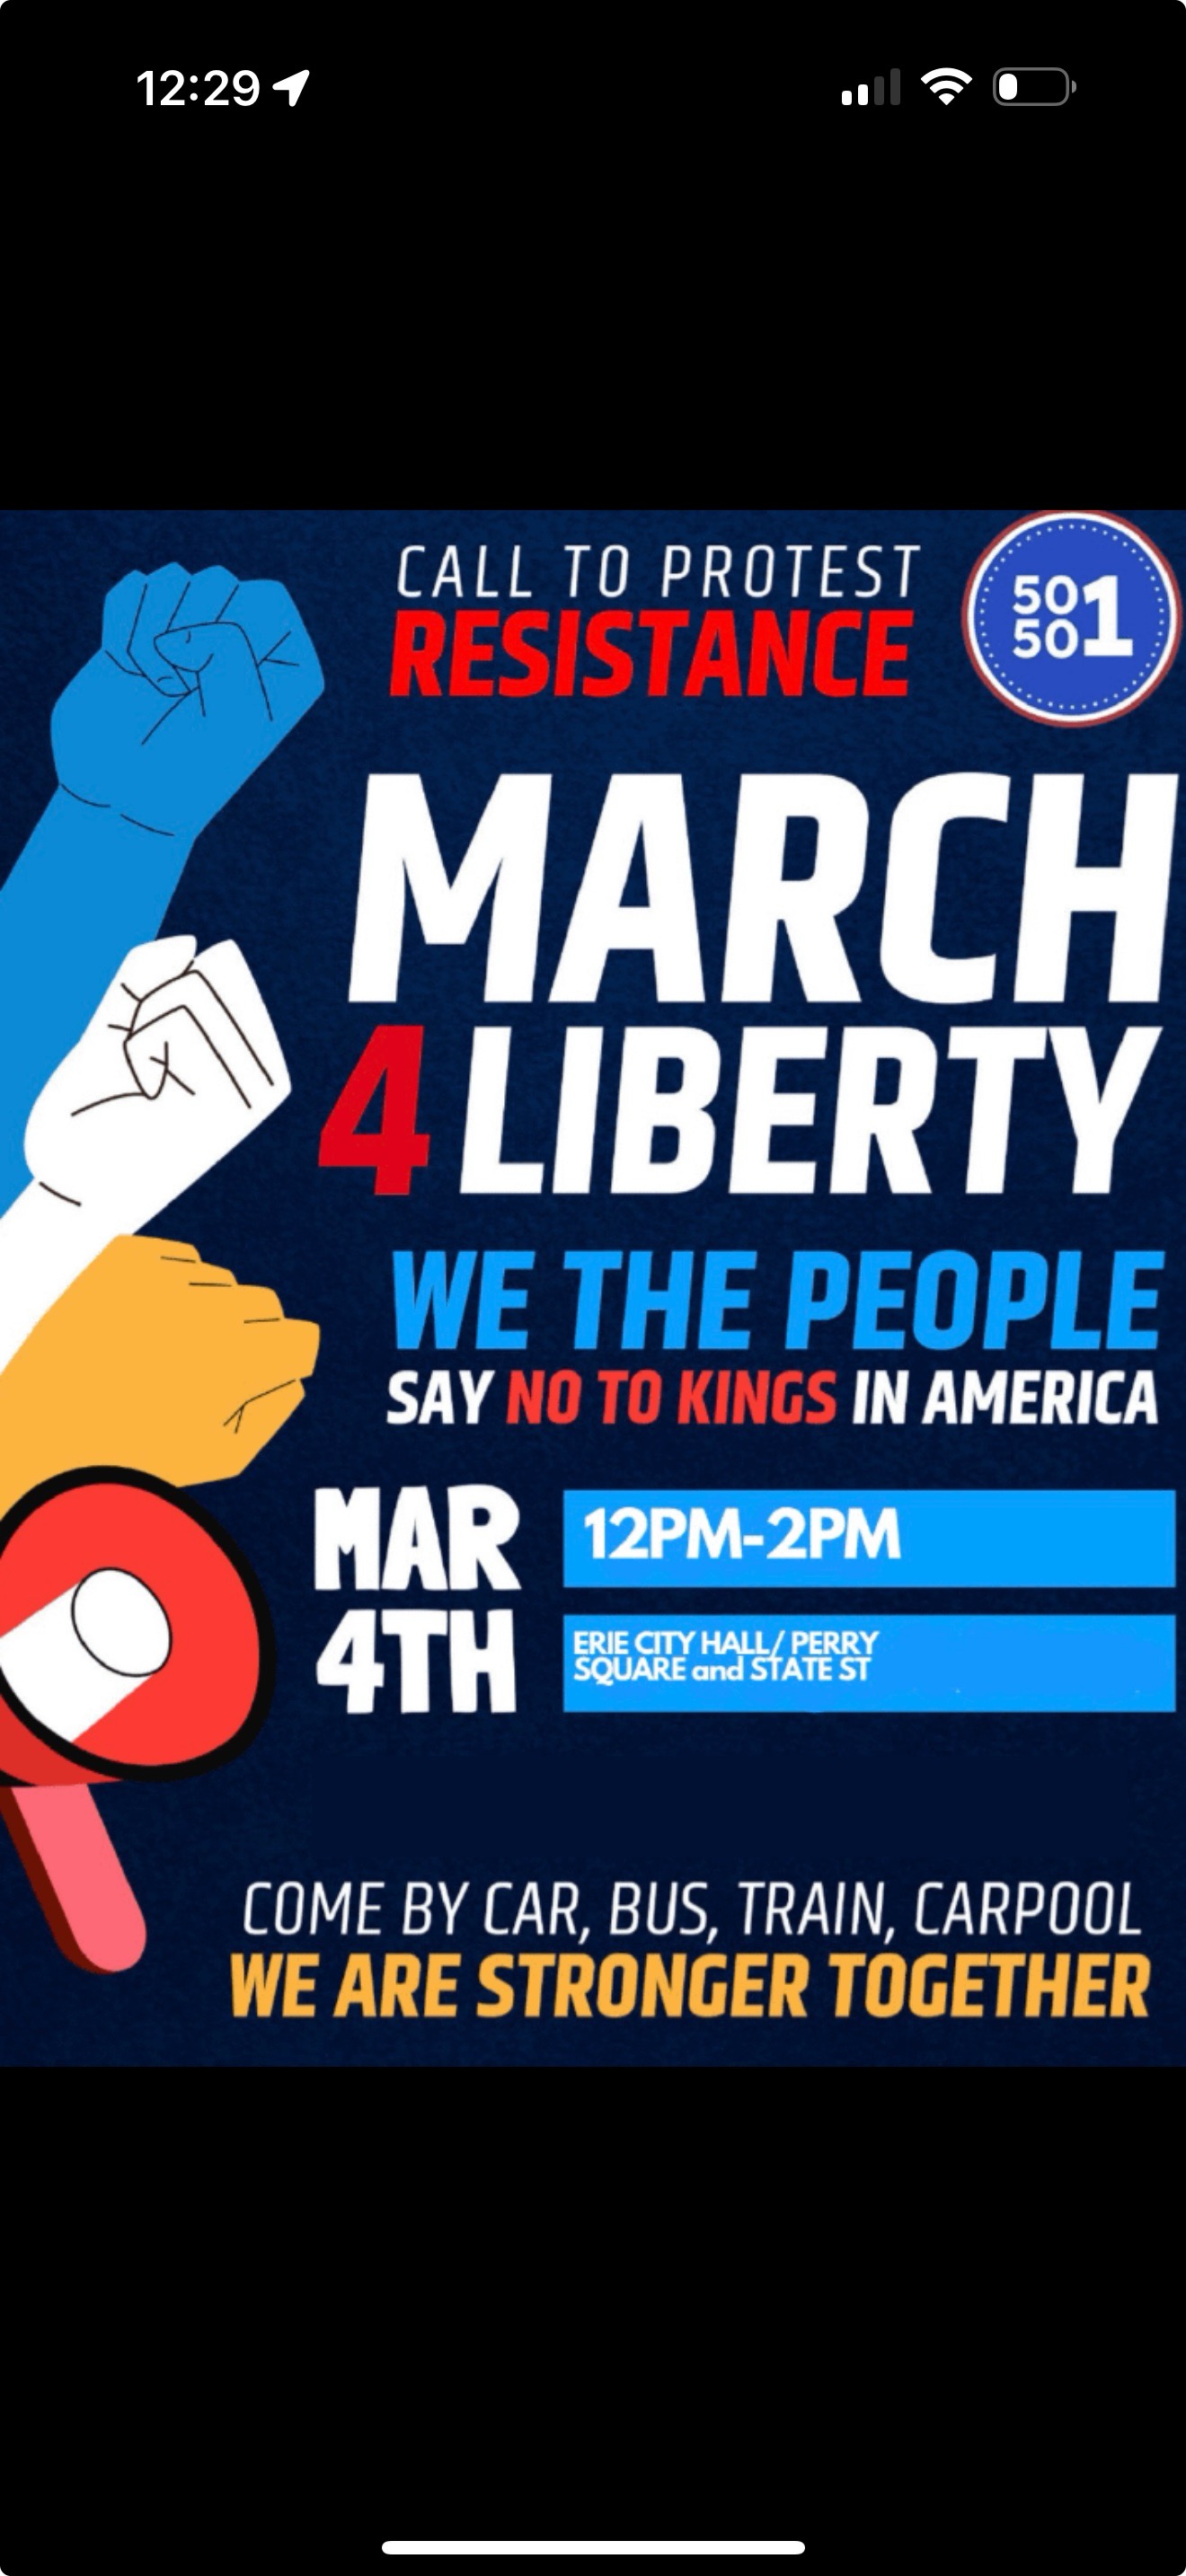 12:29
CALL TO PROTEST
RESISTANCE
50
50
1
MARCH
4 LIBERTY
WE THE PEOPLE
SAY NO TO KINGS IN AMERICA
MAR
4TH
12PM-2PM
ERIE CITY HALL/ PERRY
SQUARE and STATE ST
COME BY CAR, BUS, TRAIN, CARPOOL
WE ARE STRONGER TOGETHER